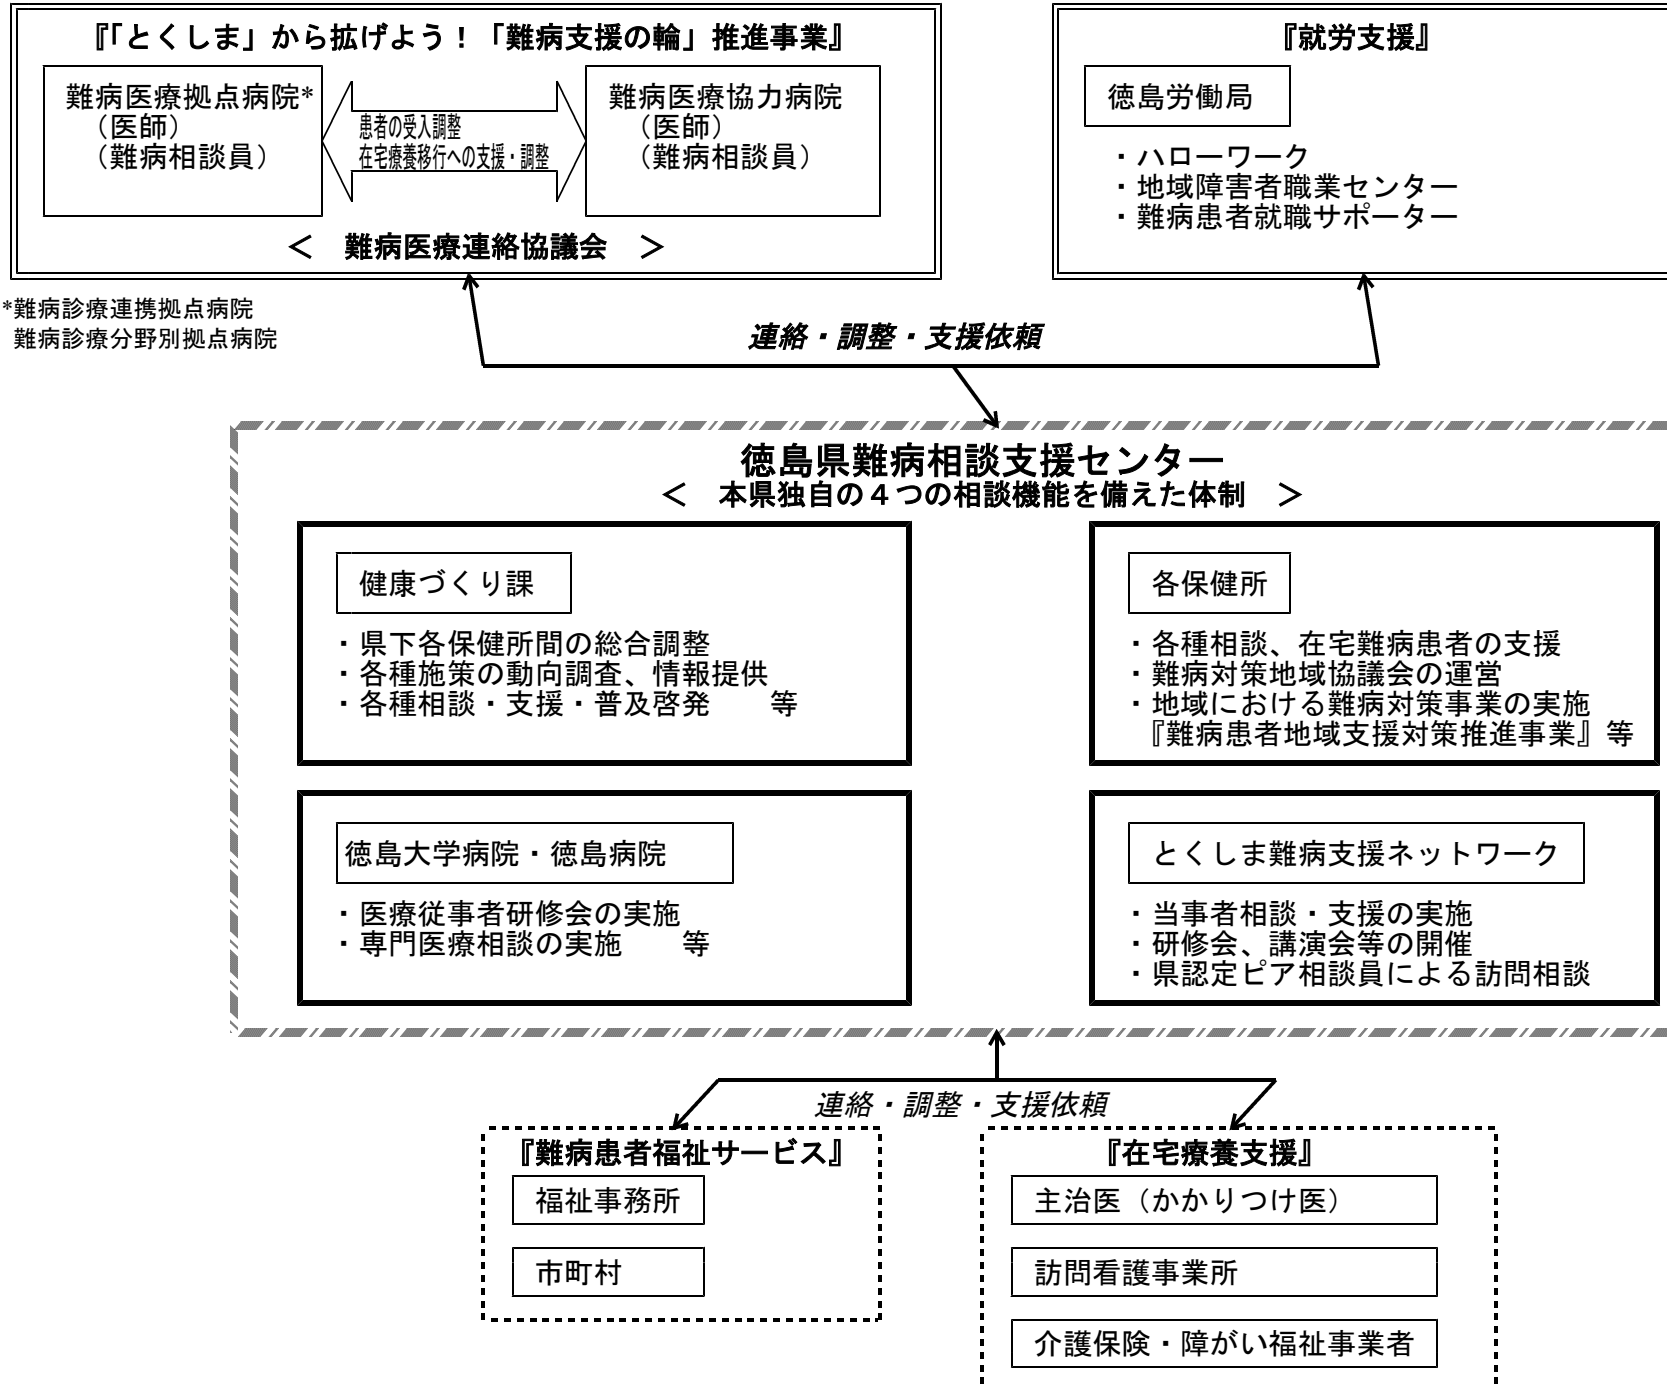 『「とくしま」から拡げよう！「難病支援の輪」推進事業』
難病医療拠点病院*
（医師）
（難病相談員）
患者の受入調整
在宅療養移行への支援・調整
難病医療協力病院
（医師）
（難病相談員）
＜　難病医療連絡協議会　＞
*難病診療連携拠点病院
難病診療分野別拠点病院
『就労支援』
徳島労働局
・ハローワーク
・地域障害者職業センター
・難病患者就職サポーター
連絡・調整・支援依頼
徳島県難病相談支援センター
＜　本県独自の４つの相談機能を備えた体制　＞
健康づくり課
・県下各保健所間の総合調整
・各種施策の動向調査、情報提供
・各種相談・支援・普及啓発　　等
各保健所
・各種相談、在宅難病患者の支援
・難病対策地域協議会の運営
・地域における難病対策事業の実施
『難病患者地域支援対策推進事業』等
徳島大学病院・徳島病院
・医療従事者研修会の実施
・専門医療相談の実施　　等
とくしま難病支援ネットワーク
・当事者相談・支援の実施
・研修会、講演会等の開催
・県認定ピア相談員による訪問相談
連絡・調整・支援依頼
『難病患者福祉サービス』
福祉事務所
市町村
『在宅療養支援』
主治医（かかりつけ医）
訪問看護事業所
介護保険・障がい福祉事業者